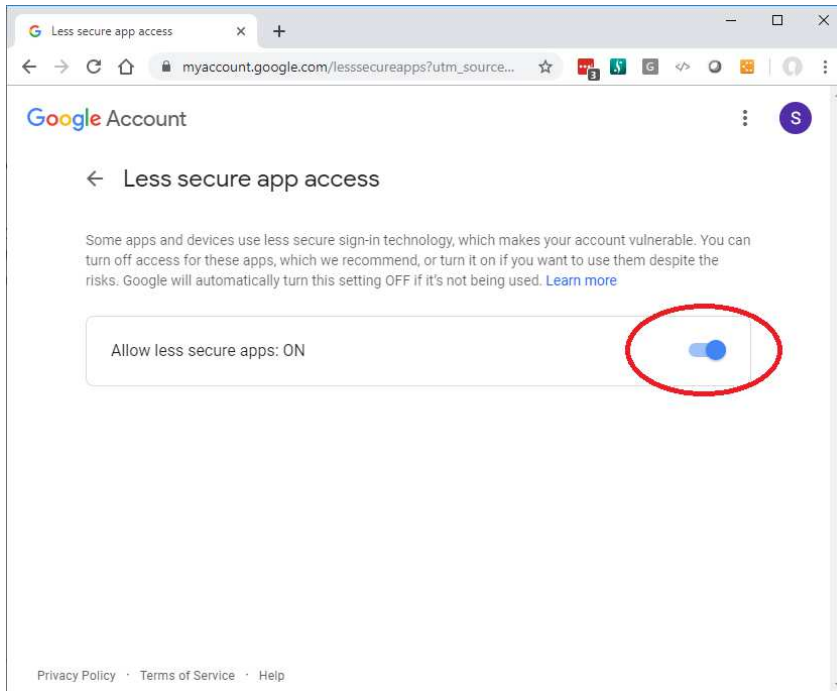 Less secure app access
myaccount.google.com/lesssecureapps?utm_source...
3
G
Google Account
S
Less secure app access
Some apps and devices use less secure sign-in technology, which makes your account vulnerable. You can
turn off access for these apps, which we recommend, or turn it on if you want to use them despite the
risks. Google will automatically turn this setting OFF if it's not being used. Learn more
Allow less secure apps: ON
Privacy Policy · Terms of Service · Help